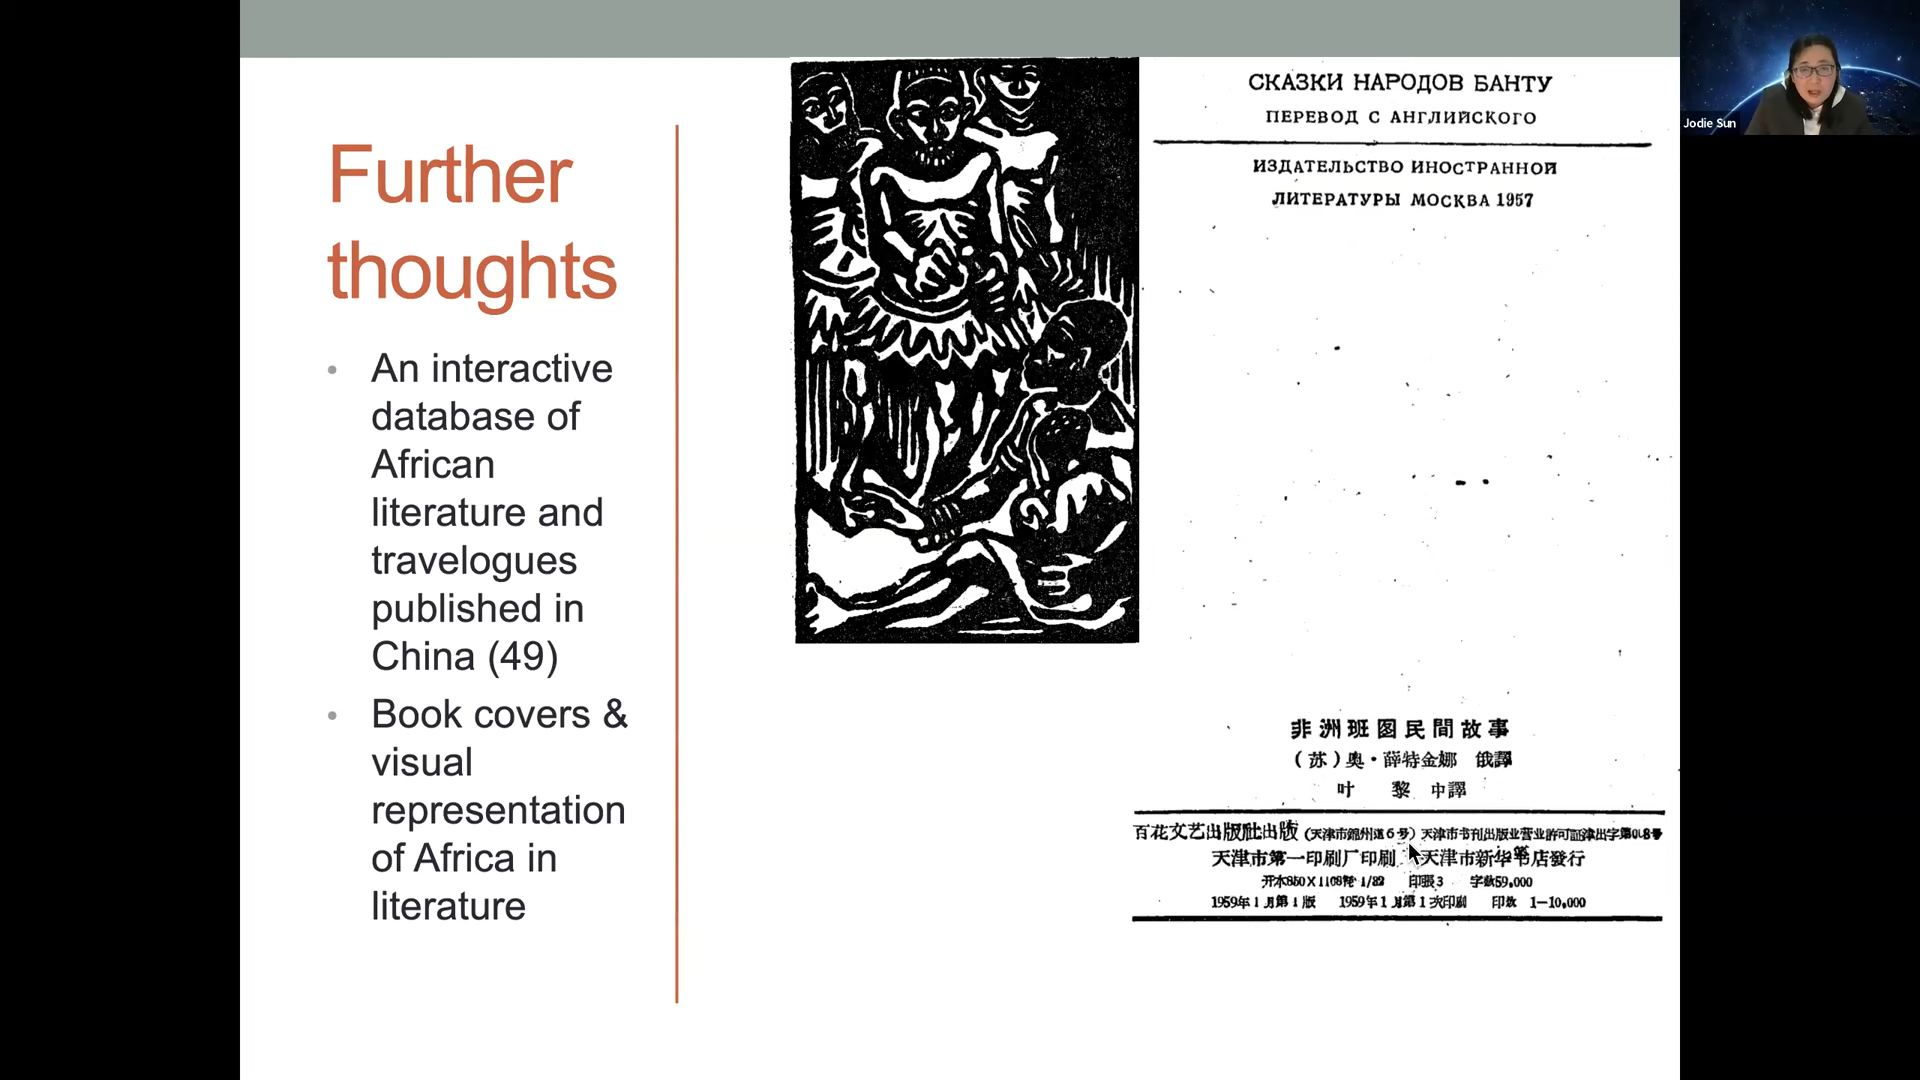 Further
thoughts
• An interactive
database of
African
literature and
travelogues
published in
China (49)
• Book covers &
visual
representation
of Africa in
literature
СКАЗКИ НАРОДОВ БАНТУ
ПЕРЕВОД С АНГЛИЙСКОГО
ИЗДАТЕЛЬСТВО ИНОСТРАННОЙ
ЛИТЕРАТУРЫ МОСКВА 1957
非洲班图民間故事
(苏)奥·薛特金娜 俄譯
叶 黎 中譯
百花文艺出版社出版 (天津市錦州道6号) 天津市书刊出版业营业許可証津出字第018号
天津市第一印刷厂印刷 天津市新华书店發行
开本850×1168 1/32 印張3 字数59,000
1959年1月第1版 1959年1月第1次印刷 印数 1—10,000
Jodie Sun